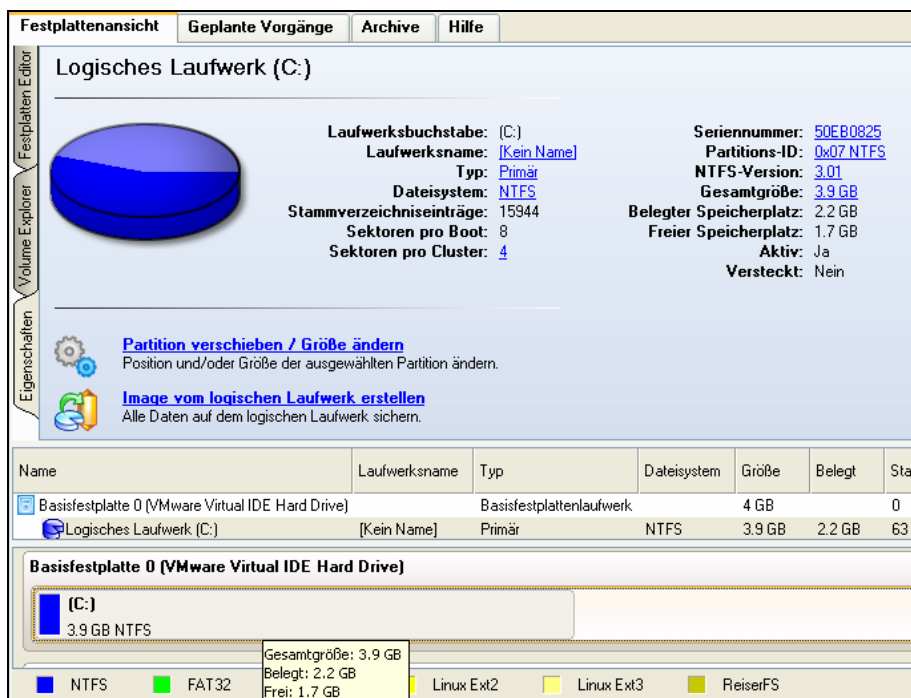 Festplattenansicht Geplante Vorgänge Archive Hilfe
Festplatten Editor
Volume Explorer
Eigenschaften
Logisches Laufwerk (C:)
Laufwerksbuchstabe: (C:) Seriennummer: 50EB0825
Laufwerksname: [Kein Name] Partitions-ID: 0x07 NTFS
Typ: Primär NTFS-Version: 3.01
Dateisystem: NTFS Gesamtgröße: 3.9 GB
Stammverzeichniseinträge: 15944 Belegter Speicherplatz: 2.2 GB
Sektoren pro Boot: 8 Freier Speicherplatz: 1.7 GB
Sektoren pro Cluster: 4 Aktiv: Ja
Versteckt: Nein
Partition verschieben / Größe ändern
Position und/oder Größe der ausgewählten Partition ändern.
Image vom logischen Laufwerk erstellen
Alle Daten auf dem logischen Laufwerk sichern.
Name Laufwerksname Typ Dateisystem Größe Belegt Sta
Basisfestplatte 0 (VMware Virtual IDE Hard Drive) Basisfestplattenlaufwerk 4 GB 0
Logisches Laufwerk (C:) [Kein Name] Primär NTFS 3.9 GB 2.2 GB 63
Basisfestplatte 0 (VMware Virtual IDE Hard Drive)
(C:)
3.9 GB NTFS
Gesamtgröße: 3.9 GB
Belegt: 2.2 GB
Frei: 1.7 GB
NTFS FAT32 Linux Ext2 Linux Ext3 ReiserFS